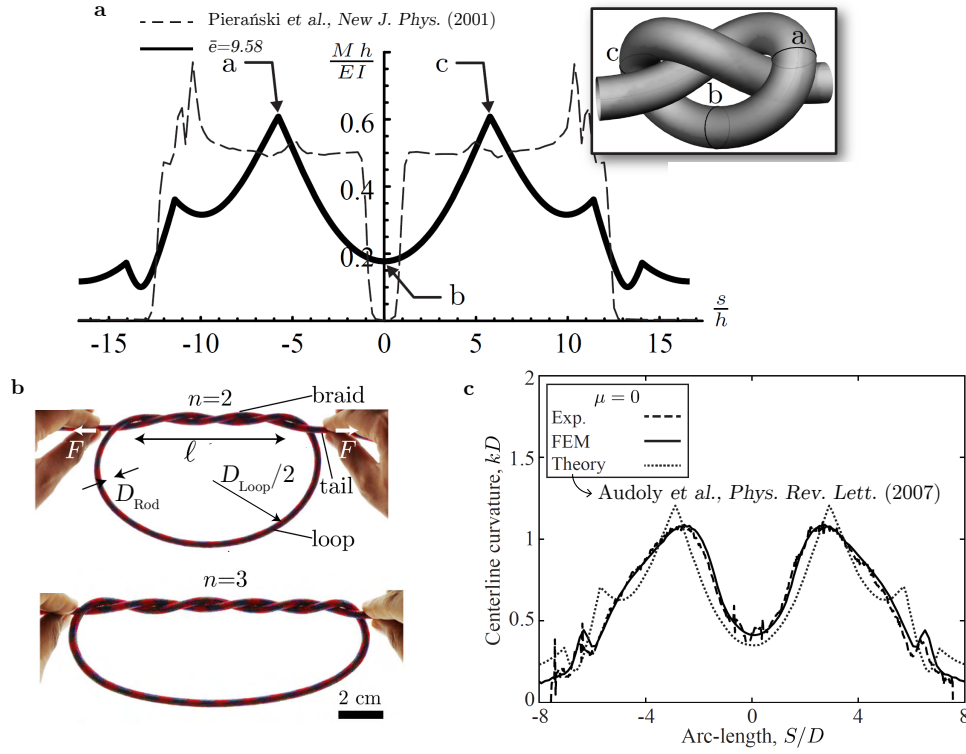 a
Pierański et al., New J. Phys. (2001)
ē=9.58
M h
E I
a
c
0.6
0.4
0.2
b
-15
-10
-5
0
5
10
15
s
h
c
a
b
b
n=2
braid
F
ℓ
F
D_Loop/2
tail
D_Rod
loop
n=3
2 cm
c
2
1.5
1
0.5
0
Centerline curvature, kD
μ = 0
Exp.
FEM
Theory
Audoly et al., Phys. Rev. Lett. (2007)
-8
-4
0
4
8
Arc-length, S/D